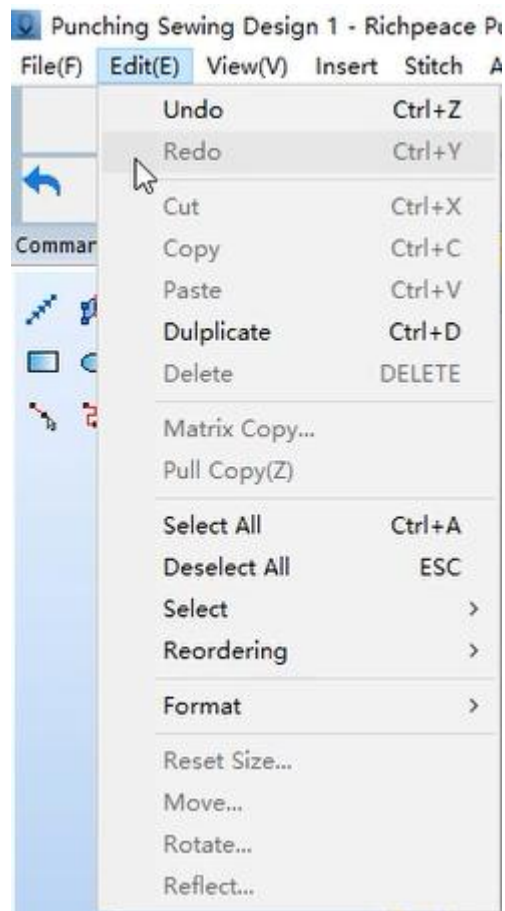 Punching Sewing Design 1 - Richpeace
File(F) Edit(E) View(V) Insert Stitch
Undo Ctrl+Z
Redo Ctrl+Y
Cut Ctrl+X
Copy Ctrl+C
Paste Ctrl+V
Dulplicate Ctrl+D
Delete DELETE
Matrix Copy...
Pull Copy(Z)
Select All Ctrl+A
Deselect All ESC
Select >
Reordering >
Format >
Reset Size...
Move...
Rotate...
Reflect...